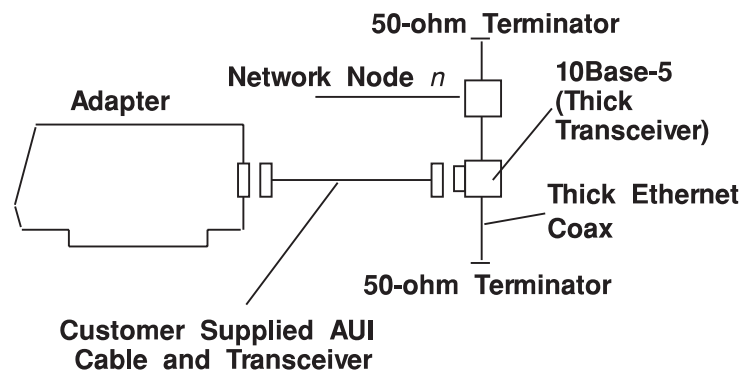 50-ohm Terminator
Network Node n
10Base-5
(Thick
Transceiver)
Adapter
Thick Ethernet
Coax
50-ohm Terminator
Customer Supplied AUI
Cable and Transceiver